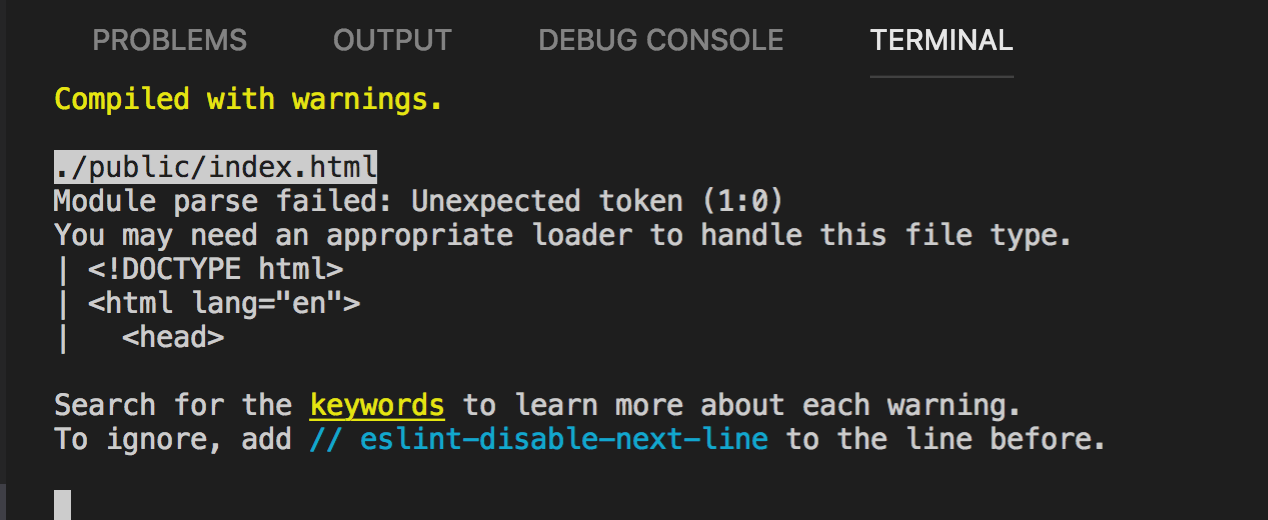 PROBLEMS OUTPUT DEBUG CONSOLE TERMINAL
Compiled with warnings.
./public/index.html
Module parse failed: Unexpected token (1:0)
You may need an appropriate loader to handle this file type.
| <!DOCTYPE html>
| <html lang="en">
|   <head>
Search for the keywords to learn more about each warning.
To ignore, add // eslint-disable-next-line to the line before.